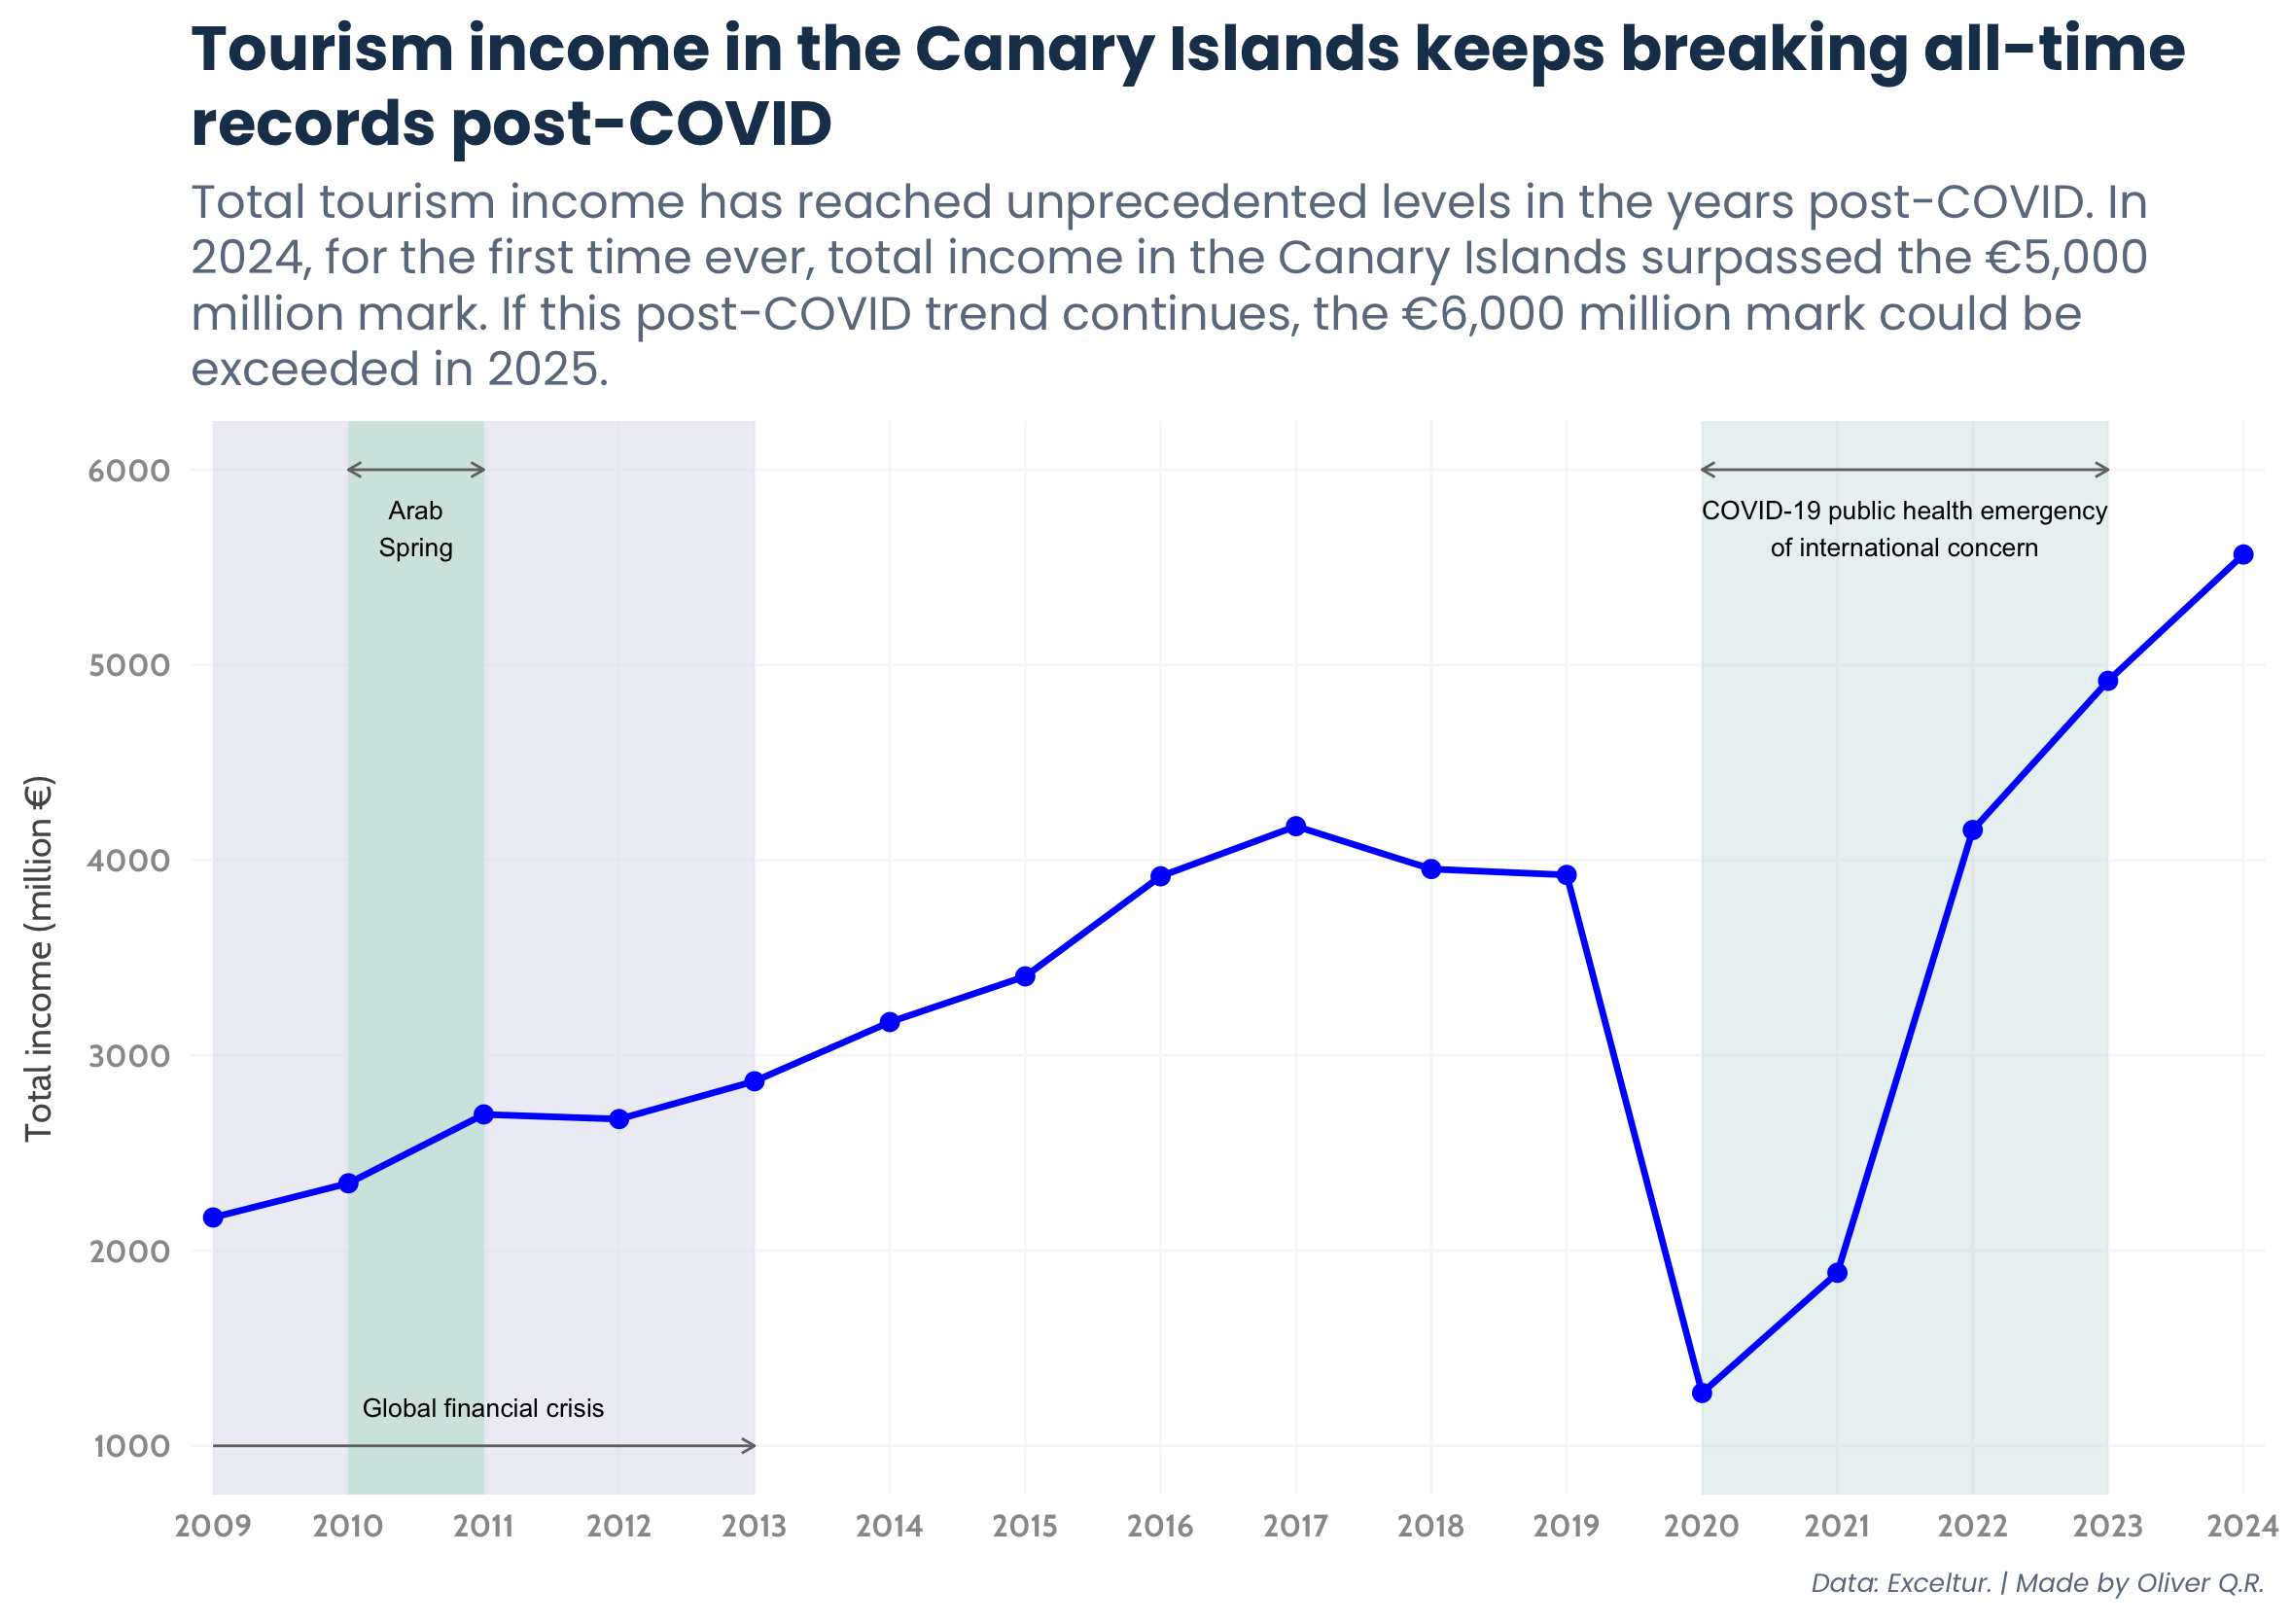 Tourism income in the Canary Islands keeps breaking all-time
records post-COVID
Total tourism income has reached unprecedented levels in the years post-COVID. In
2024, for the first time ever, total income in the Canary Islands surpassed the €5,000
million mark. If this post-COVID trend continues, the €6,000 million mark could be
exceeded in 2025.
Total income (million €)
6000
5000
4000
3000
2000
1000
Arab
Spring
COVID-19 public health emergency
of international concern
Global financial crisis
2009 2010 2011 2012 2013 2014 2015 2016 2017 2018 2019 2020 2021 2022 2023 2024
Data: Exceltur. | Made by Oliver Q.R.